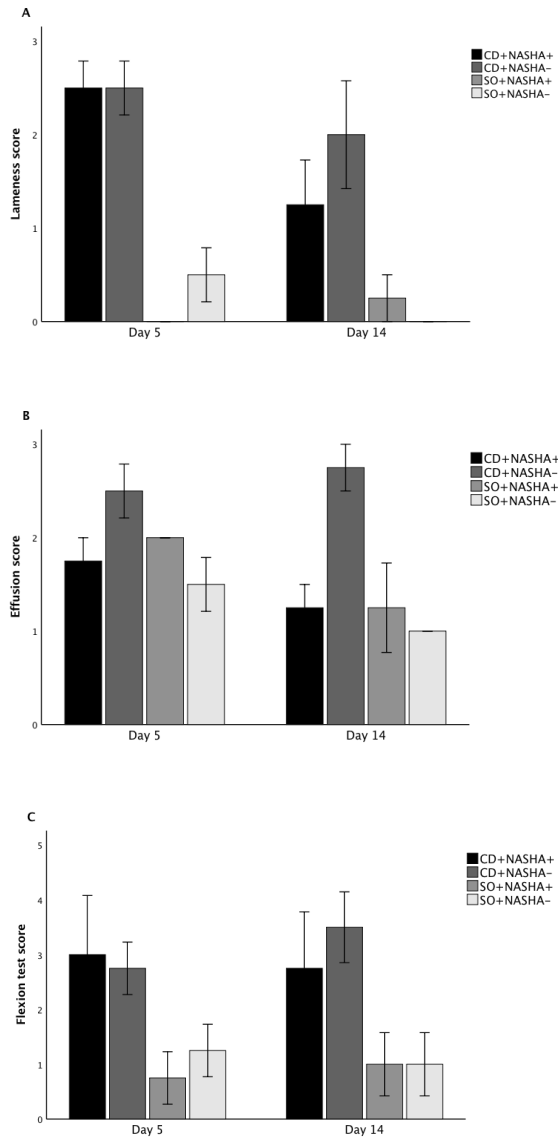 A
CD+NASHA+
CD+NASHA-
SO+NASHA+
SO+NASHA-
Lameness score
3
2
1
0
Day 5 Day 14
B
CD+NASHA+
CD+NASHA-
SO+NASHA+
SO+NASHA-
Effusion score
3
2
1
0
Day 5 Day 14
C
CD+NASHA+
CD+NASHA-
SO+NASHA+
SO+NASHA-
Flexion test score
5
4
3
2
1
0
Day 5 Day 14